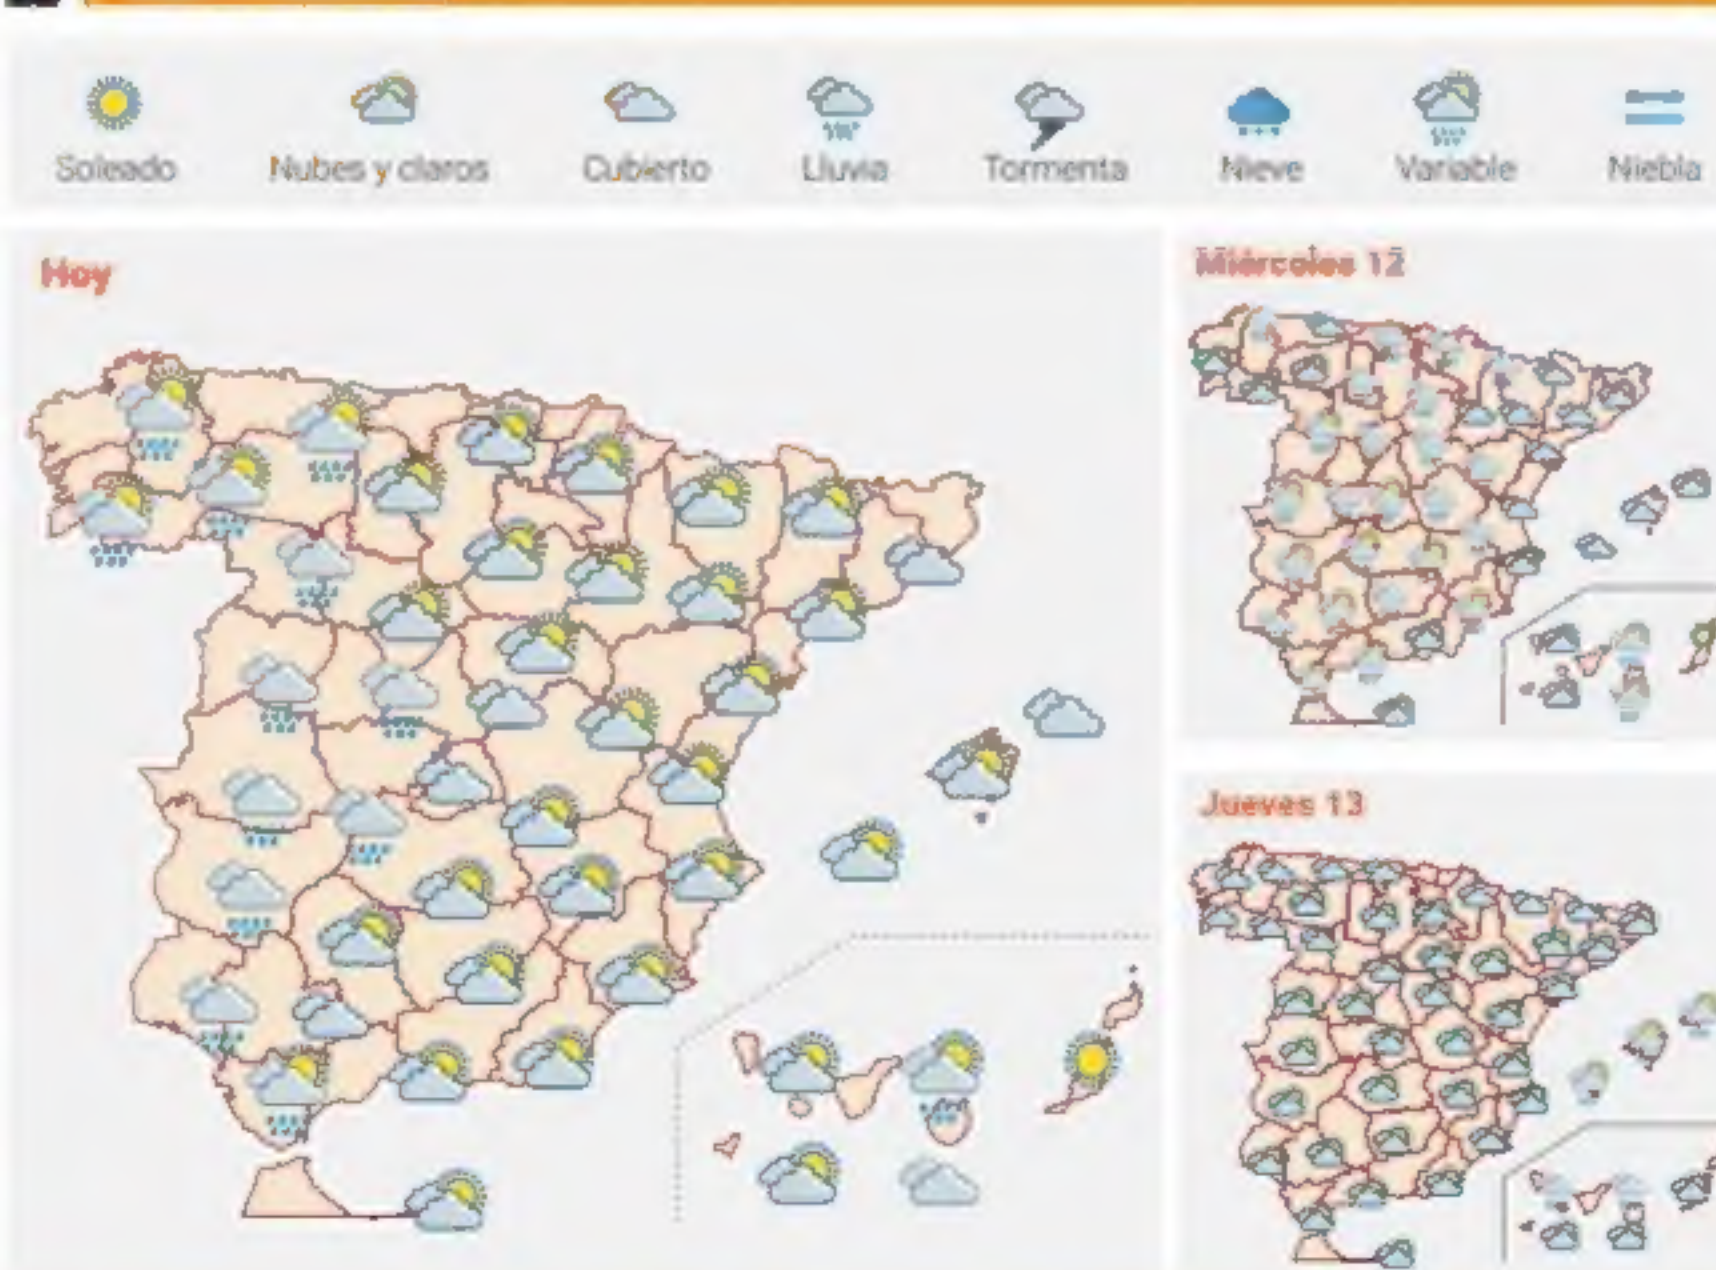 Soleado
Nubes y claros
Cubierto
Lluvia
Tormenta
Nieve
Variable
Niebla
Hoy
Miércoles 12
Jueves 13